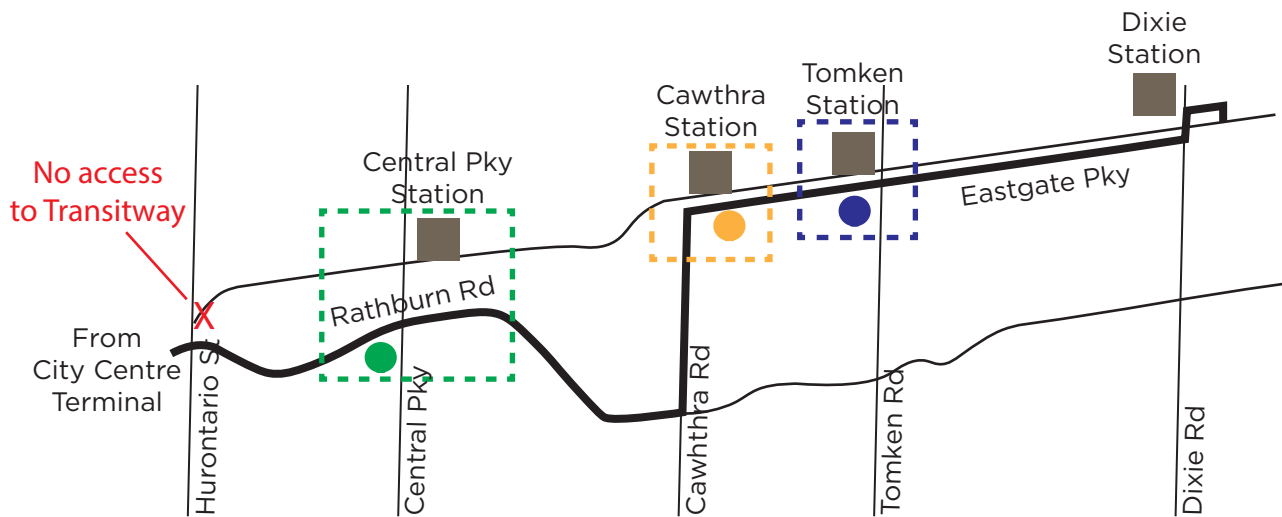 Dixie
Station
Tomken
Station
Cawthra
Station
Central Pky
Station
No access
to Transitway
X
Eastgate Pky
Rathburn Rd
From
City Centre
Terminal
Hurontario St
Central Pky
Cawhthra Rd
Tomken Rd
Dixie Rd